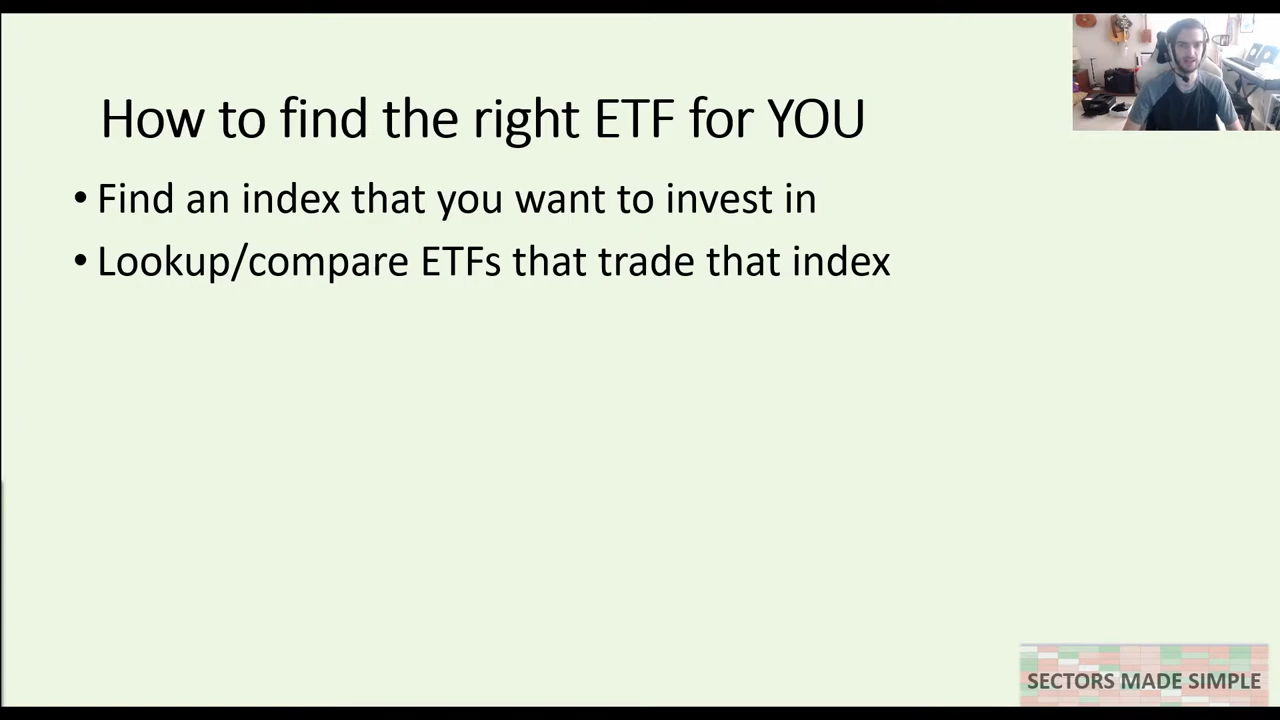 How to find the right ETF for YOU
• Find an index that you want to invest in
• Lookup/compare ETFs that trade that index
SECTORS MADE SIMPLE